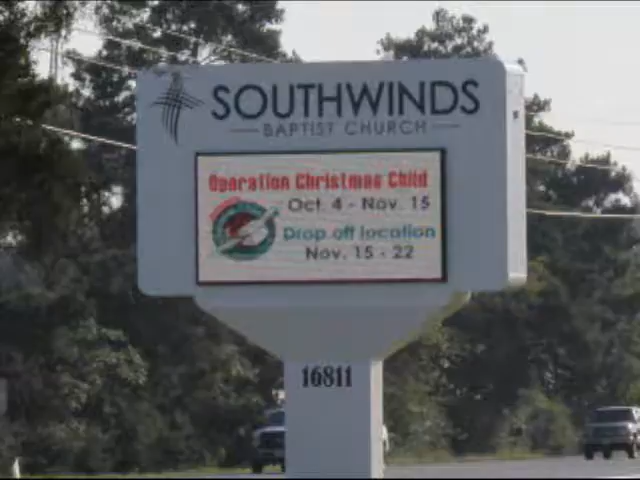 SOUTHWINDS
BAPTIST CHURCH
Operation Christmas Child
Oct. 4 - Nov. 15
Drop off location
Nov. 15 - 22
16811